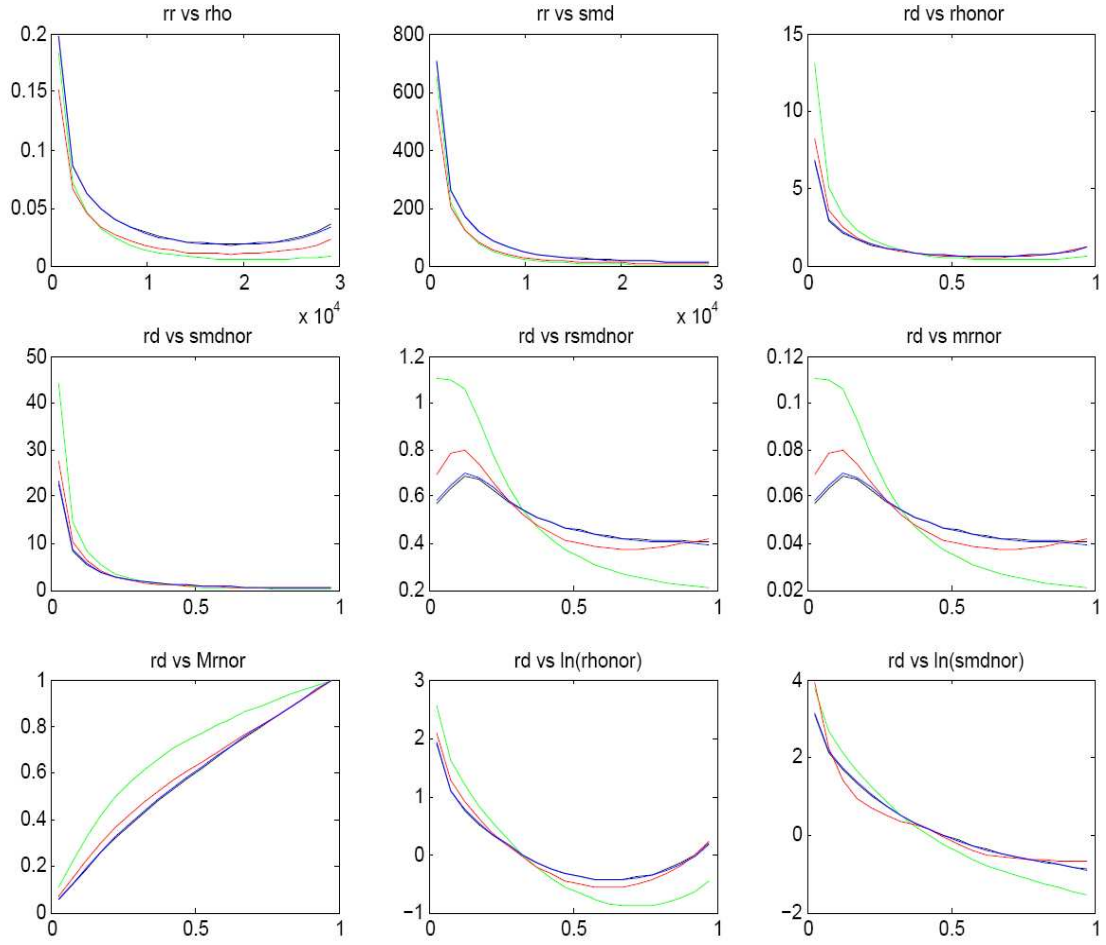 rr vs rho
0.2
0.15
0.1
0.05
0
0 1 2 3
x 10^4
rr vs smd
800
600
400
200
0
0 1 2 3
x 10^4
rd vs rhonor
15
10
5
0
0 0.5 1
rd vs smdnor
50
40
30
20
10
0
0 0.5 1
rd vs rsmdnor
1.2
1
0.8
0.6
0.4
0.2
0 0.5 1
rd vs mrnor
0.12
0.1
0.08
0.06
0.04
0.02
0 0.5 1
rd vs Mrnor
1
0.8
0.6
0.4
0.2
0
0 0.5 1
rd vs ln(rhonor)
3
2
1
0
−1
0 0.5 1
rd vs ln(smdnor)
4
2
0
−2
0 0.5 1